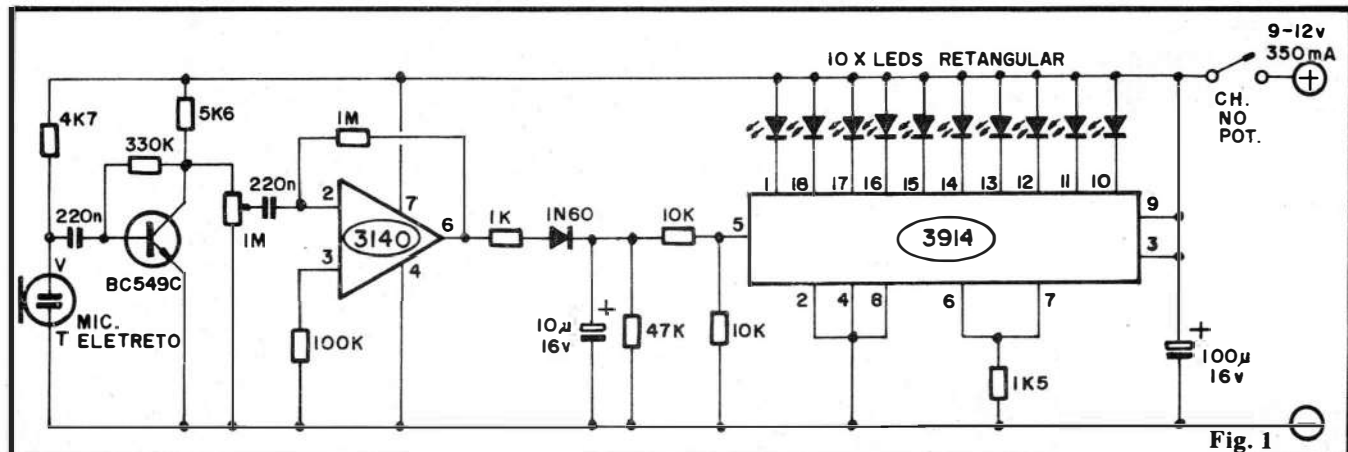 9-12v
350mA
10 X LEDS RETANGULAR
+
CH.
NO
POT.
4K7
5K6
330K
1M
220n
220n
1M
BC549C
V
T
MIC.
ELETRETO
2
3
7
4
6
3140
100K
1K
1N60
10µ
16v
+
47K
10K
10K
5
1
18
17
16
15
14
13
12
11
10
3914
9
3
2
4
8
6
7
1K5
+
100µ
16v
Fig. 1